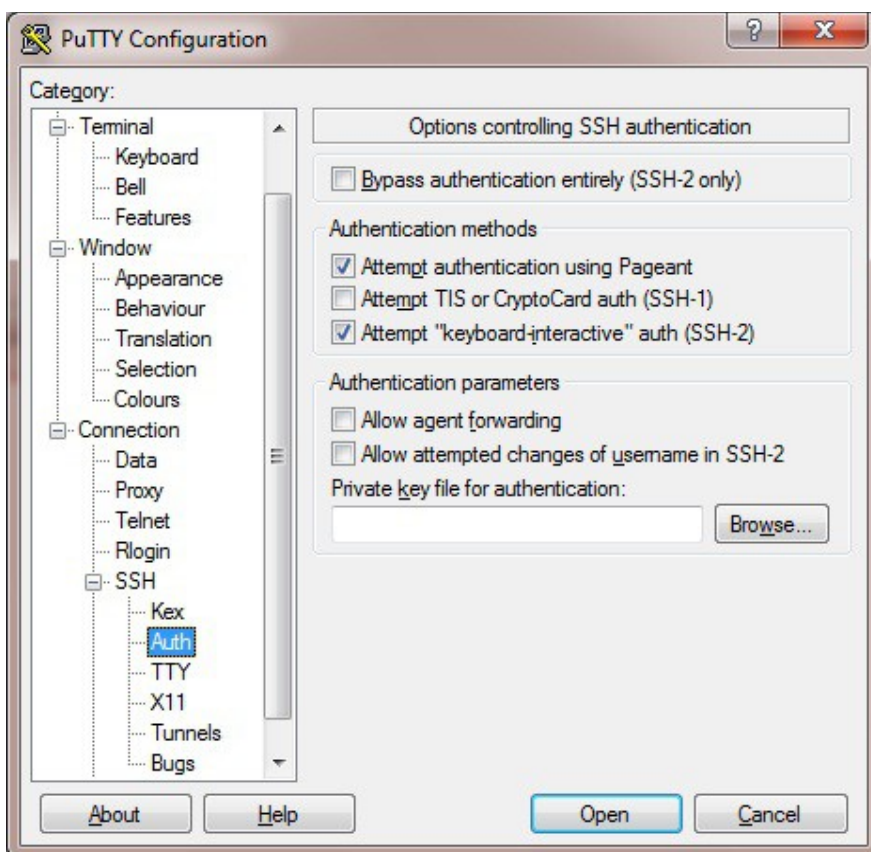 PuTTY Configuration
Category:
Terminal
Keyboard
Bell
Features
Window
Appearance
Behaviour
Translation
Selection
Colours
Connection
Data
Proxy
Telnet
Rlogin
SSH
Kex
Auth
TTY
X11
Tunnels
Bugs
Options controlling SSH authentication
Bypass authentication entirely (SSH-2 only)
Authentication methods
Attempt authentication using Pageant
Attempt TIS or CryptoCard auth (SSH-1)
Attempt "keyboard-interactive" auth (SSH-2)
Authentication parameters
Allow agent forwarding
Allow attempted changes of username in SSH-2
Private key file for authentication:
Browse...
About
Help
Open
Cancel